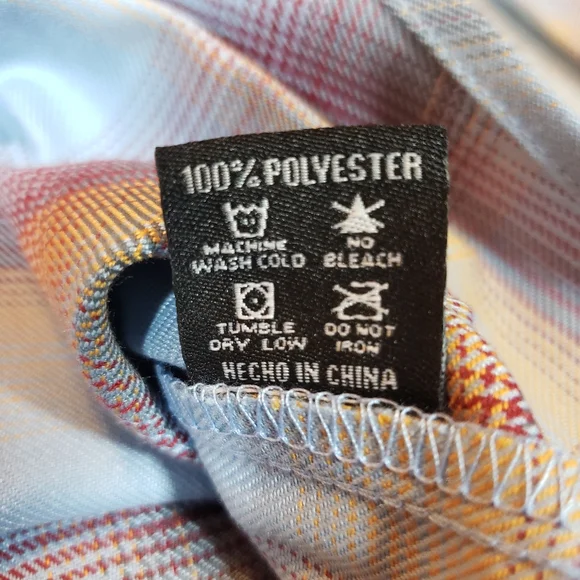 100% POLYESTER
MACHINE
WASH COLD
NO
BLEACH
TUMBLE
DRY LOW
DO NOT
IRON
HECHO IN CHINA